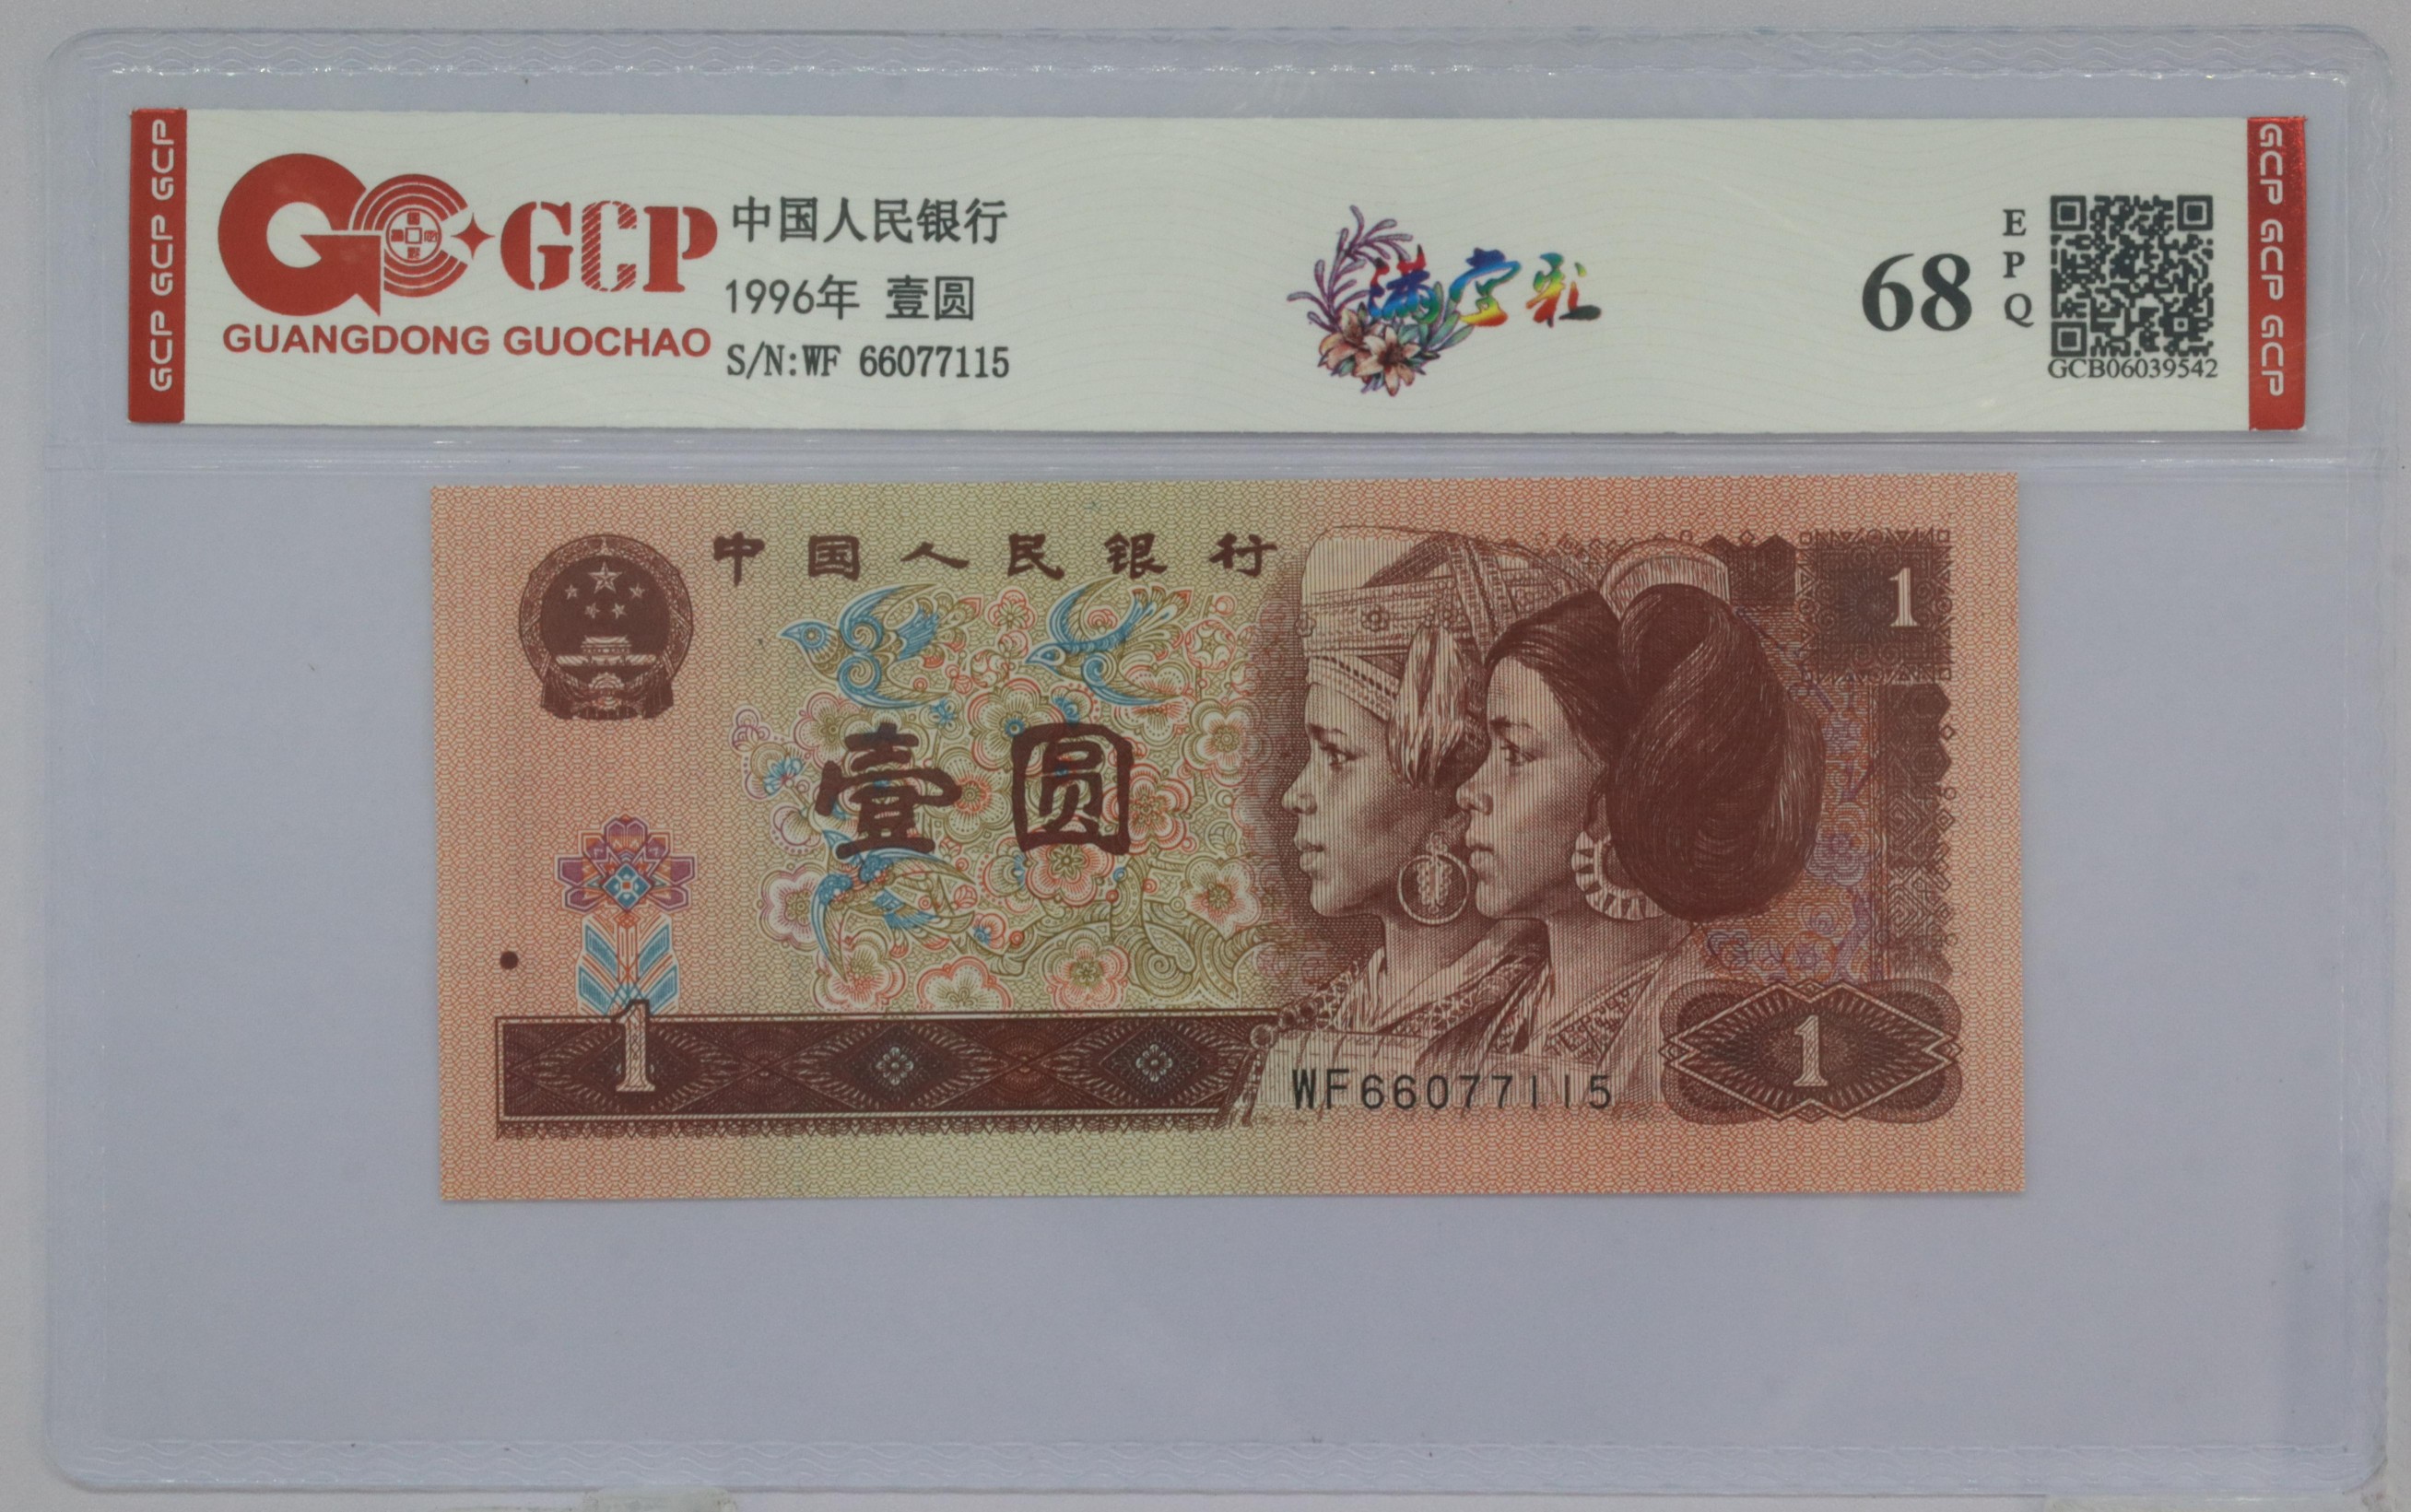 GCP GCP GCP
GCP
GUANGDONG GUOCHAO
中国人民银行
1996年 壹圆
S/N:WF 66077115
满堂彩
68
EPQ
GCB06039542
GCP GCP GCP
中国人民银行
1
壹圆
1
WF66077115
1